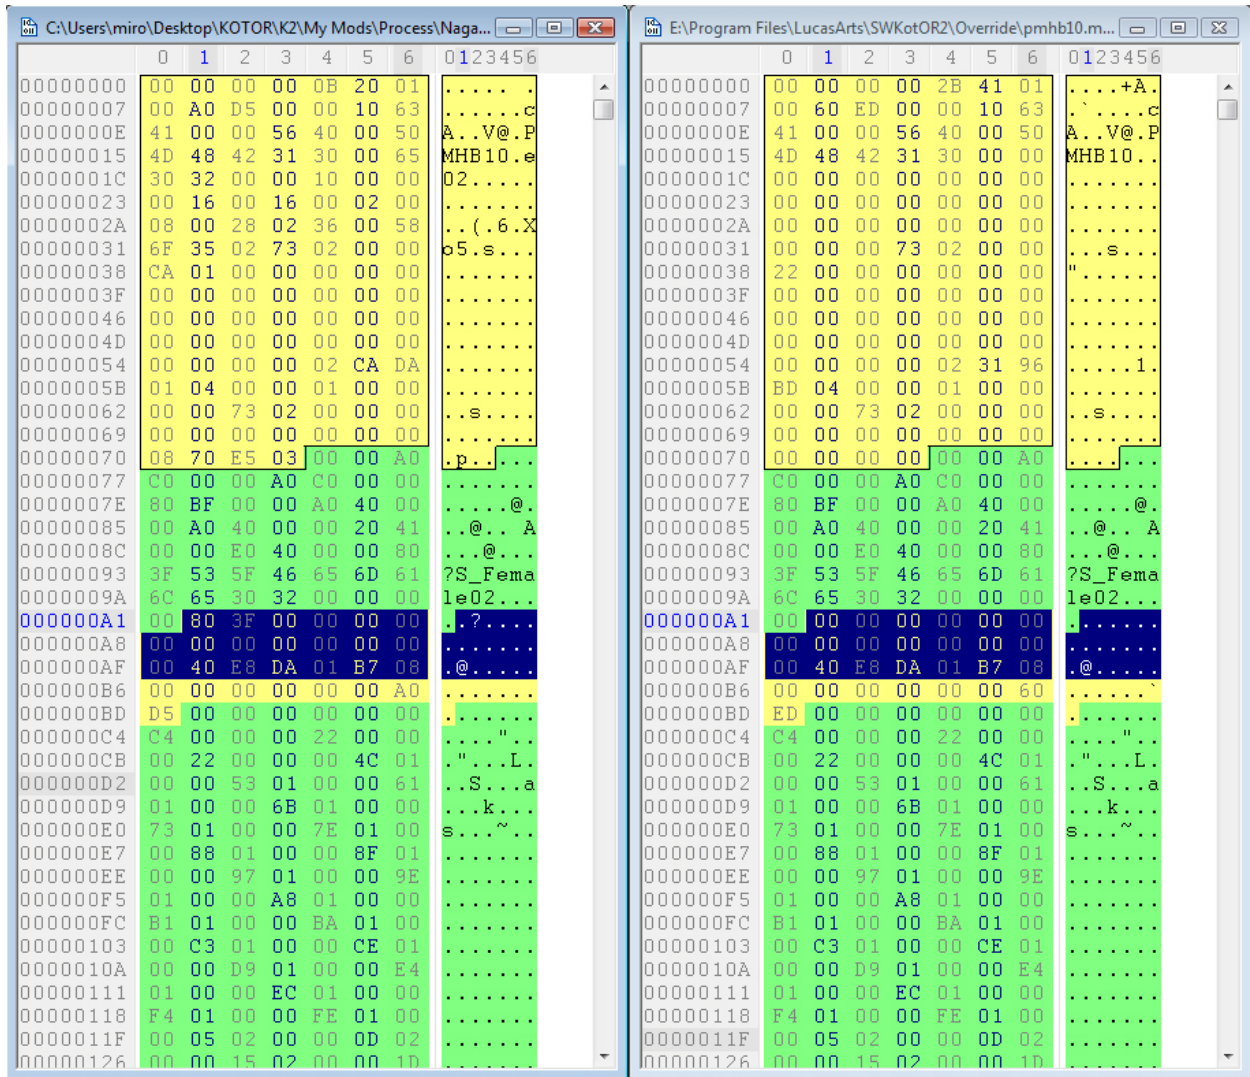 C:\Users\miro\Desktop\KOTOR\K2\My Mods\Process\Naga...
0 1 2 3 4 5 6 0123456
00000000 00 00 00 00 0B 20 01 ..... .
00000007 00 A0 D5 00 00 10 63 ......c
0000000E 41 00 00 56 40 00 50 A..V@.P
00000015 4D 48 42 31 30 00 65 MHB10.e
0000001C 30 32 00 00 10 00 00 02.....
00000023 00 16 00 16 00 02 00 .......
0000002A 08 00 28 02 36 00 58 ..(.6.X
00000031 6F 35 02 73 02 00 00 o5.s...
00000038 CA 01 00 00 00 00 00 .......
0000003F 00 00 00 00 00 00 00 .......
00000046 00 00 00 00 00 00 00 .......
0000004D 00 00 00 00 00 00 00 .......
00000054 00 00 00 00 02 CA DA .......
0000005B 01 04 00 00 01 00 00 .......
00000062 00 00 73 02 00 00 00 ..s....
00000069 00 00 00 00 00 00 00 .......
00000070 08 70 E5 03 00 00 A0 .p.....
00000077 C0 00 00 A0 C0 00 00 .......
0000007E 80 BF 00 00 A0 40 00 .....@.
00000085 00 A0 40 00 00 20 41 ..@.. A
0000008C 00 00 E0 40 00 00 80 ...@...
00000093 3F 53 5F 46 65 6D 61 ?S_Fema
0000009A 6C 65 30 32 00 00 00 le02...
000000A1 00 80 3F 00 00 00 00 ..?....
000000A8 00 00 00 00 00 00 00 .......
000000AF 00 40 E8 DA 01 B7 08 .@.....
000000B6 00 00 00 00 00 00 A0 .......
000000BD D5 00 00 00 00 00 00 .......
000000C4 C4 00 00 00 22 00 00 ...."..
000000CB 00 22 00 00 00 4C 01 ."...L.
000000D2 00 00 53 01 00 00 61 ..S...a
000000D9 01 00 00 6B 01 00 00 ...k...
000000E0 73 01 00 00 7E 01 00 s...~..
000000E7 00 88 01 00 00 8F 01 .......
000000EE 00 00 97 01 00 00 9E .......
000000F5 01 00 00 A8 01 00 00 .......
000000FC B1 01 00 00 BA 01 00 .......
00000103 00 C3 01 00 00 CE 01 .......
0000010A 00 00 D9 01 00 00 E4 .......
00000111 01 00 00 EC 01 00 00 .......
00000118 F4 01 00 00 FE 01 00 .......
0000011F 00 05 02 00 00 0D 02 .......
00000126 00 00 15 02 00 00 1D .......
E:\Program Files\LucasArts\SWKotOR2\Override\pmhb10.m...
0 1 2 3 4 5 6 0123456
00000000 00 00 00 00 2B 41 01 ....+A.
00000007 00 60 ED 00 00 10 63 .`....c
0000000E 41 00 00 56 40 00 50 A..V@.P
00000015 4D 48 42 31 30 00 00 MHB10..
0000001C 00 00 00 00 00 00 00 .......
00000023 00 00 00 00 00 00 00 .......
0000002A 00 00 00 00 00 00 00 .......
00000031 00 00 00 73 02 00 00 ...s...
00000038 22 00 00 00 00 00 00 "......
0000003F 00 00 00 00 00 00 00 .......
00000046 00 00 00 00 00 00 00 .......
0000004D 00 00 00 00 00 00 00 .......
00000054 00 00 00 00 02 31 96 .....1.
0000005B BD 04 00 00 01 00 00 .......
00000062 00 00 73 02 00 00 00 ..s....
00000069 00 00 00 00 00 00 00 .......
00000070 00 00 00 00 00 00 A0 .......
00000077 C0 00 00 A0 C0 00 00 .......
0000007E 80 BF 00 00 A0 40 00 .....@.
00000085 00 A0 40 00 00 20 41 ..@.. A
0000008C 00 00 E0 40 00 00 80 ...@...
00000093 3F 53 5F 46 65 6D 61 ?S_Fema
0000009A 6C 65 30 32 00 00 00 le02...
000000A1 00 00 00 00 00 00 00 .......
000000A8 00 00 00 00 00 00 00 .......
000000AF 00 40 E8 DA 01 B7 08 .@.....
000000B6 00 00 00 00 00 00 60 ......`
000000BD ED 00 00 00 00 00 00 .......
000000C4 C4 00 00 00 22 00 00 ...."..
000000CB 00 22 00 00 00 4C 01 ."...L.
000000D2 00 00 53 01 00 00 61 ..S...a
000000D9 01 00 00 6B 01 00 00 ...k...
000000E0 73 01 00 00 7E 01 00 s...~..
000000E7 00 88 01 00 00 8F 01 .......
000000EE 00 00 97 01 00 00 9E .......
000000F5 01 00 00 A8 01 00 00 .......
000000FC B1 01 00 00 BA 01 00 .......
00000103 00 C3 01 00 00 CE 01 .......
0000010A 00 00 D9 01 00 00 E4 .......
00000111 01 00 00 EC 01 00 00 .......
00000118 F4 01 00 00 FE 01 00 .......
0000011F 00 05 02 00 00 0D 02 .......
00000126 00 00 15 02 00 00 1D .......